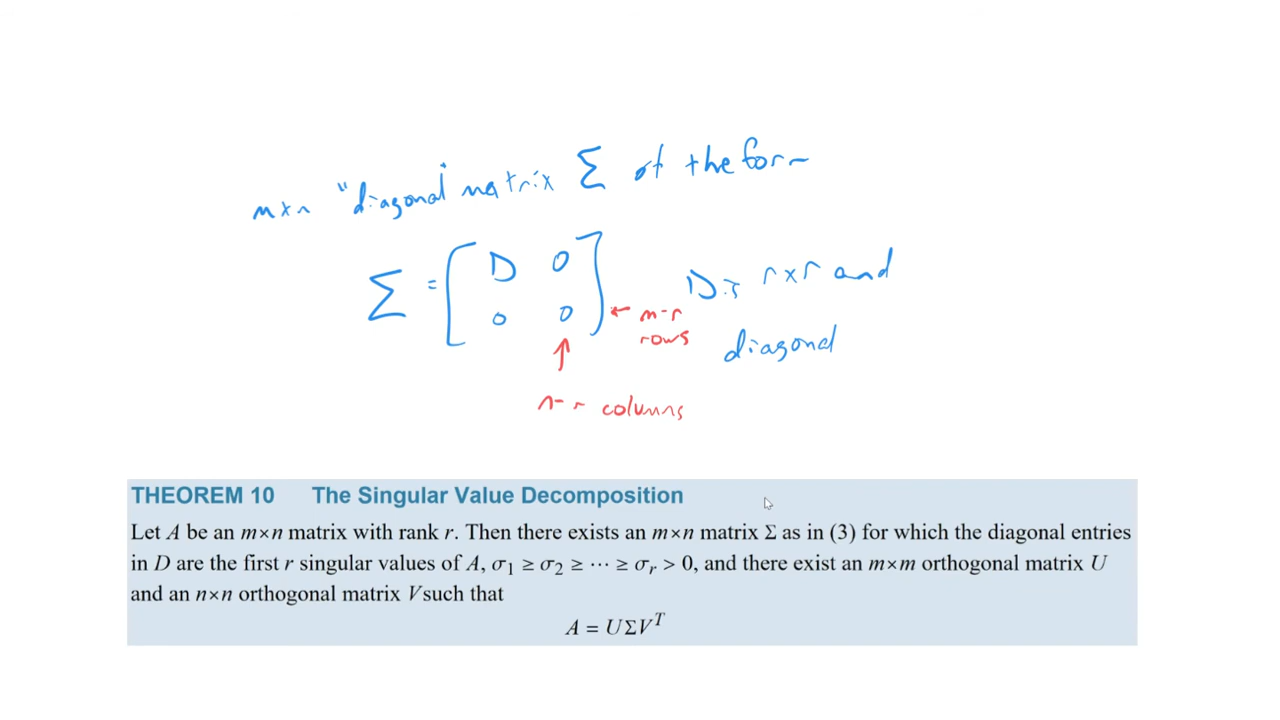 m×n "diagonal" matrix Σ of the form
Σ = [ D 0
0 0 ]
D is r×r and
diagonal
← m-r
rows
↑
n-r columns
THEOREM 10 The Singular Value Decomposition
Let A be an m×n matrix with rank r. Then there exists an m×n matrix Σ as in (3) for which the diagonal entries
in D are the first r singular values of A, σ₁ ≥ σ₂ ≥ ⋯ ≥ σᵣ > 0, and there exist an m×m orthogonal matrix U
and an n×n orthogonal matrix V such that
A = UΣVᵀ